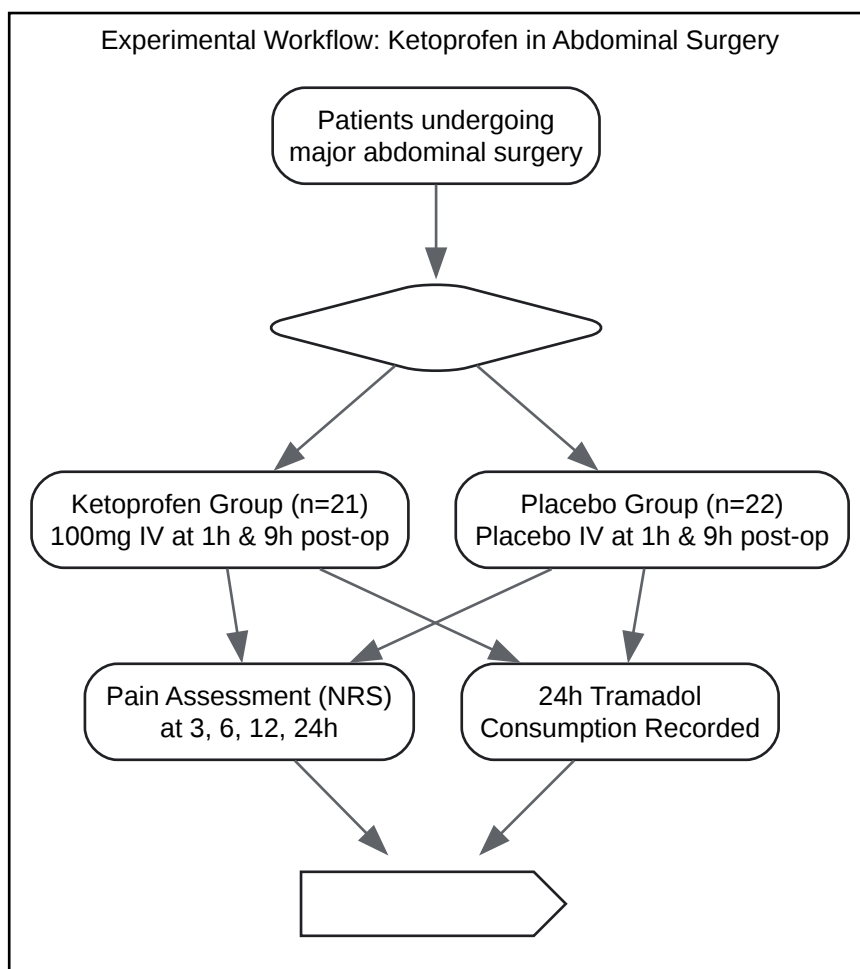 Experimental Workflow: Ketoprofen in Abdominal Surgery
Patients undergoing
major abdominal surgery
Ketoprofen Group (n=21)
100mg IV at 1h & 9h post-op
Placebo Group (n=22)
Placebo IV at 1h & 9h post-op
Pain Assessment (NRS)
at 3, 6, 12, 24h
24h Tramadol
Consumption Recorded